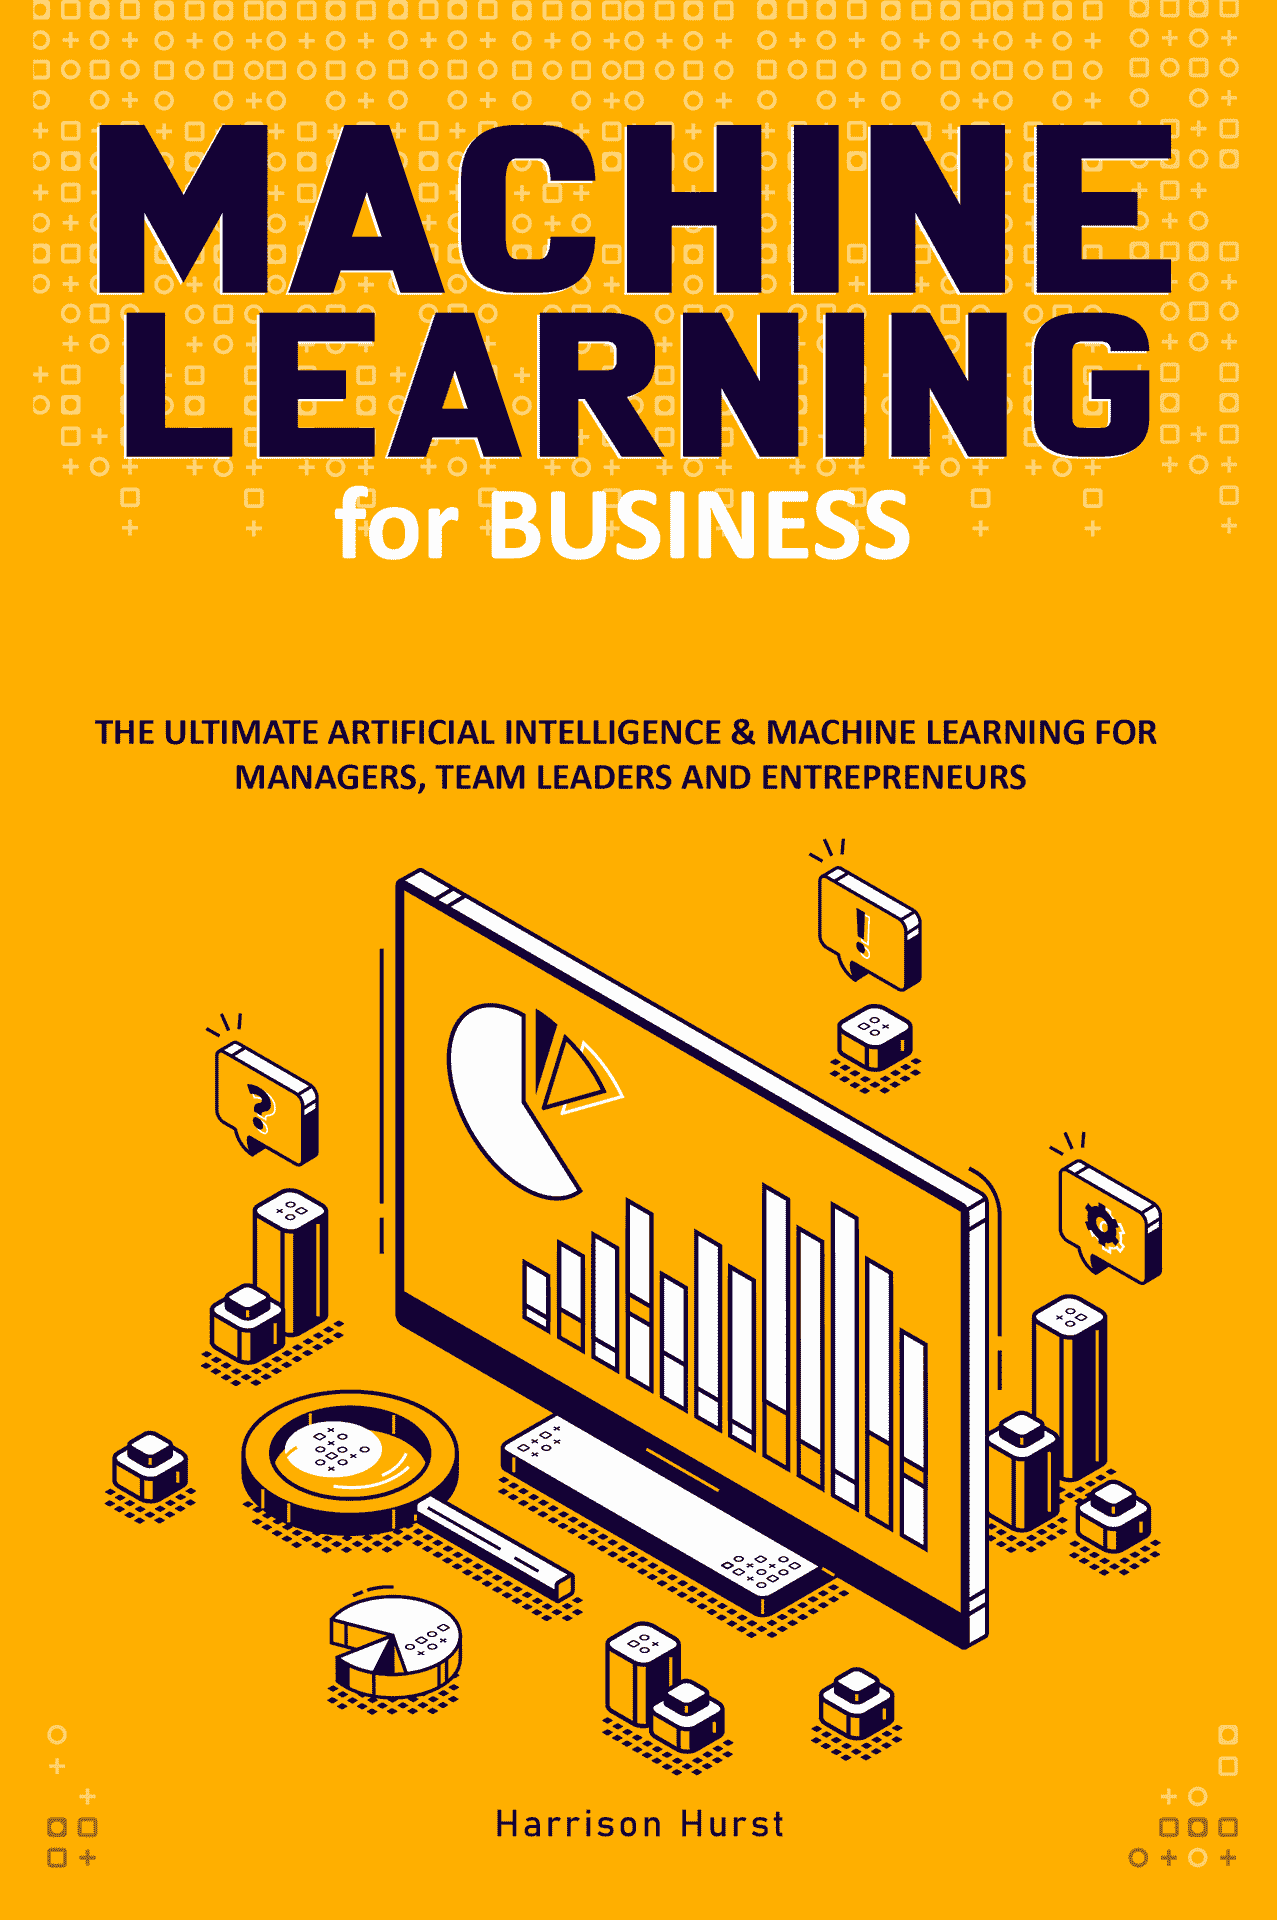 MACHINE
LEARNING
for BUSINESS
THE ULTIMATE ARTIFICIAL INTELLIGENCE & MACHINE LEARNING FOR
MANAGERS, TEAM LEADERS AND ENTREPRENEURS
!
?
Harrison Hurst